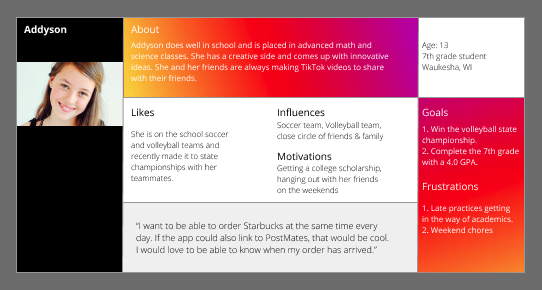 Addyson
About
Addyson does well in school and is placed in advanced math and
science classes. She has a creative side and comes up with innovative
ideas. She and her friends are always making TikTok videos to share
with their friends.
Age: 13
7th grade student
Waukesha, WI
Likes
She is on the school soccer
and volleyball teams and
recently made it to state
championships with her
teammates.
Influences
Soccer team, Volleyball team,
close circle of friends & family
Motivations
Getting a college scholarship,
hanging out with her friends
on the weekends
Goals
1. Win the volleyball state
championship.
2. Complete the 7th grade
with a 4.0 GPA.
Frustrations
1. Late practices getting
in the way of academics.
2. Weekend chores
“I want to be able to order Starbucks at the same time every
day. If the app could also link to PostMates, that would be cool.
I would love to be able to know when my order has arrived.”